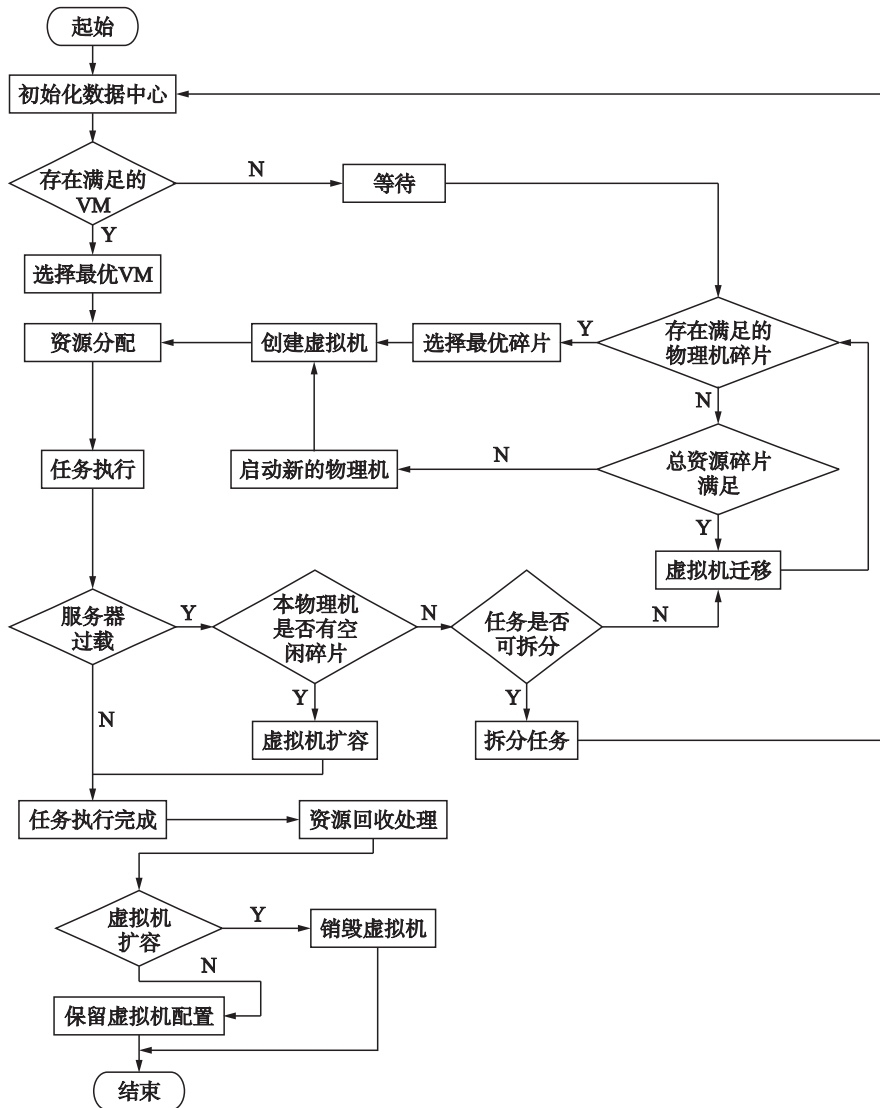 起始
初始化数据中心
存在满足的
VM
N
等待
Y
选择最优VM
资源分配
创建虚拟机
选择最优碎片
Y
存在满足的
物理机碎片
N
任务执行
启动新的物理机
N
总资源碎片
满足
Y
虚拟机迁移
服务器
过载
Y
本物理机
是否有空
闲碎片
N
任务是否
可拆分
N
Y
Y
N
虚拟机扩容
拆分任务
任务执行完成
资源回收处理
虚拟机
扩容
Y
销毁虚拟机
N
保留虚拟机配置
结束